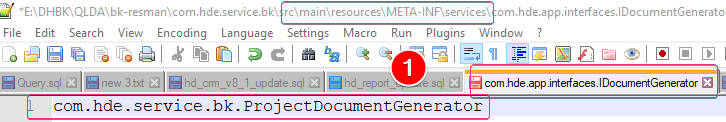 *E:\DHBK\QLDA\bk-resman\com.hde.service.bk\src\main\resources\META-INF\services\com.hde.app.interfaces.IDocumentGenerator
File Edit Search View Encoding Language Settings Macro Run Plugins Window ?
1
Query.sql new 3.txt hd_crm_v8_1_update.sql hd_report_update.sql com.hde.app.interfaces.IDocumentGenerator
1 com.hde.service.bk.ProjectDocumentGenerator